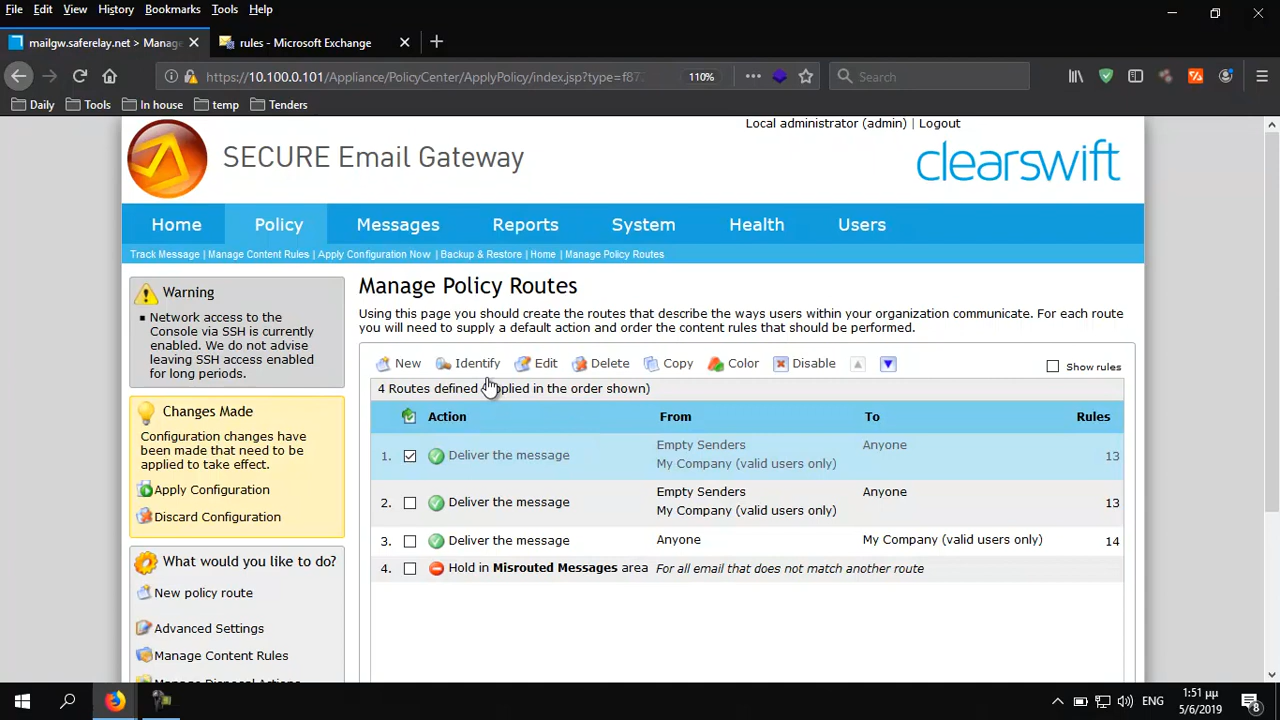 File Edit View History Bookmarks Tools Help
mailgw.saferelay.net > Manage
rules - Microsoft Exchange
https://10.100.0.101/Appliance/PolicyCenter/ApplyPolicy/index.jsp?type=f87
110%
Search
Daily Tools In house temp Tenders
Local administrator (admin) | Logout
SECURE Email Gateway
clearswift
Home Policy Messages Reports System Health Users
Track Message | Manage Content Rules | Apply Configuration Now | Backup & Restore | Home | Manage Policy Routes
Warning
Network access to the
Console via SSH is currently
enabled. We do not advise
leaving SSH access enabled
for long periods.
Changes Made
Configuration changes have
been made that need to be
applied to take effect.
Apply Configuration
Discard Configuration
What would you like to do?
New policy route
Advanced Settings
Manage Content Rules
Manage Disposal Actions
Manage Policy Routes
Using this page you should create the routes that describe the ways users within your organization communicate. For each route
you will need to supply a default action and order the content rules that should be performed.
New Identify Edit Delete Copy Color Disable Show rules
4 Routes defined (applied in the order shown)
Action From To Rules
1. Deliver the message Empty Senders Anyone 13
My Company (valid users only)
2. Deliver the message Empty Senders Anyone 13
My Company (valid users only)
3. Deliver the message Anyone My Company (valid users only) 14
4. Hold in Misrouted Messages area For all email that does not match another route
ENG
1:51 μμ
5/6/2019
8